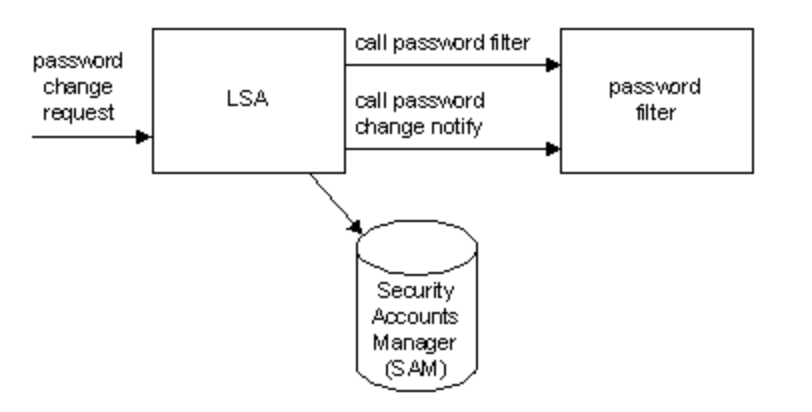 password
change
request
LSA
call password filter
call password
change notify
password
filter
Security
Accounts
Manager
(SAM)